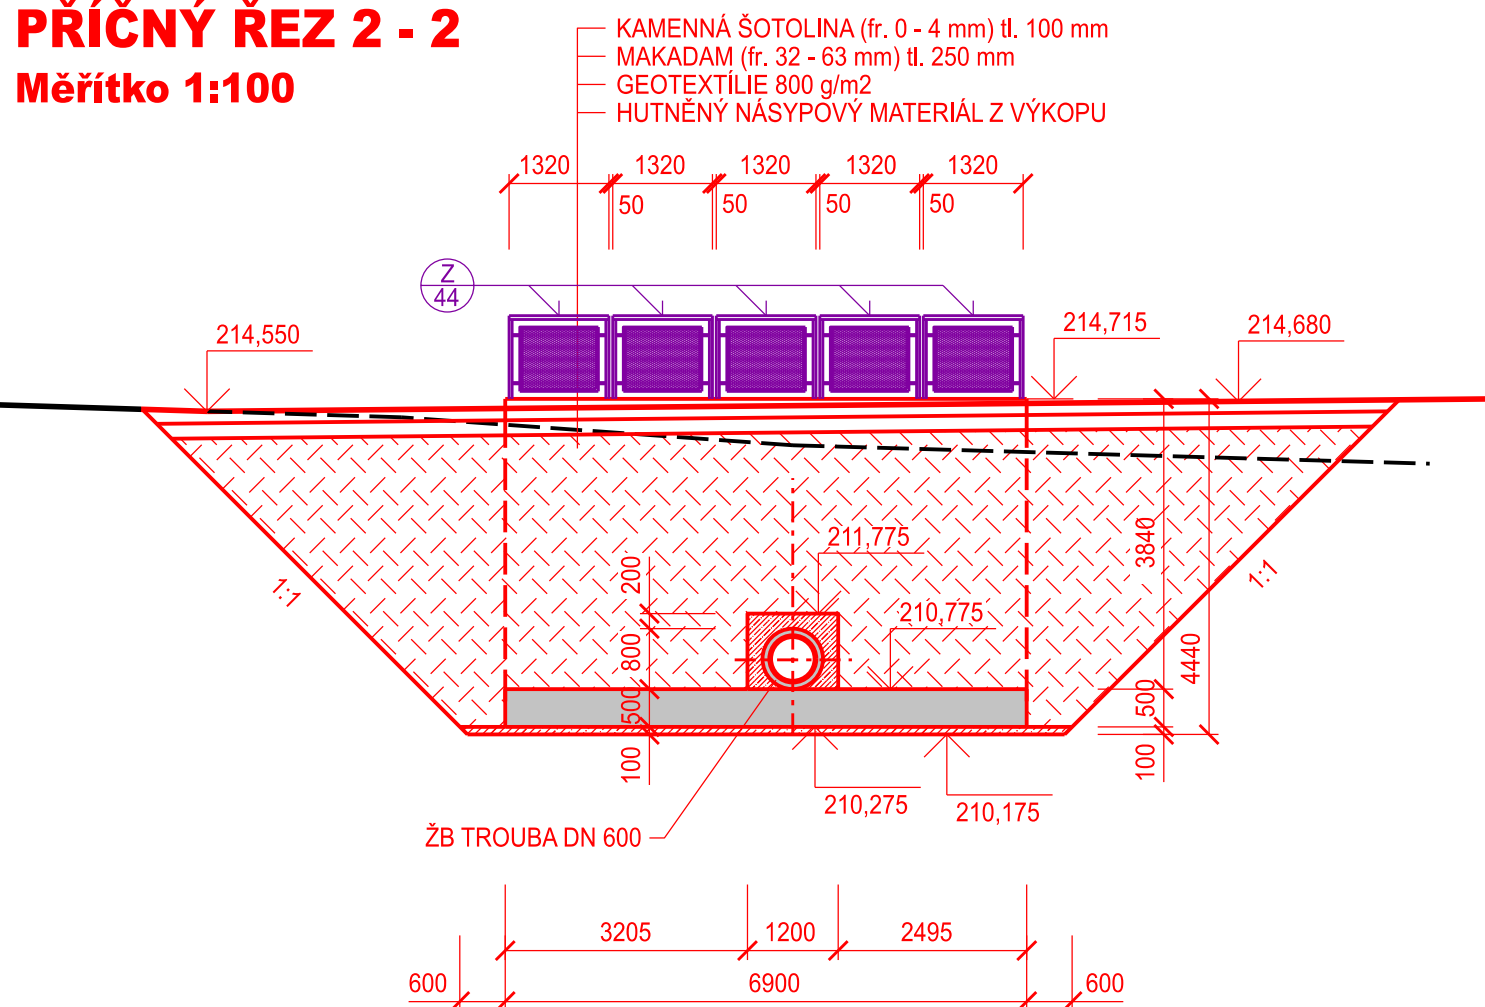 PŘÍČNÝ ŘEZ 2 - 2
Měřítko 1:100
KAMENNÁ ŠOTOLINA (fr. 0 - 4 mm) tl. 100 mm
MAKADAM (fr. 32 - 63 mm) tl. 250 mm
GEOTEXTÍLIE 800 g/m2
HUTNĚNÝ NÁSYPOVÝ MATERIÁL Z VÝKOPU
1320 1320 1320 1320 1320
50 50 50 50
Z
44
214,550
214,715
214,680
211,775
210,775
1:1
1:1
200
800
500
100
3840
4440
500
100
210,275
210,175
ŽB TROUBA DN 600
3205 1200 2495
600 6900 600